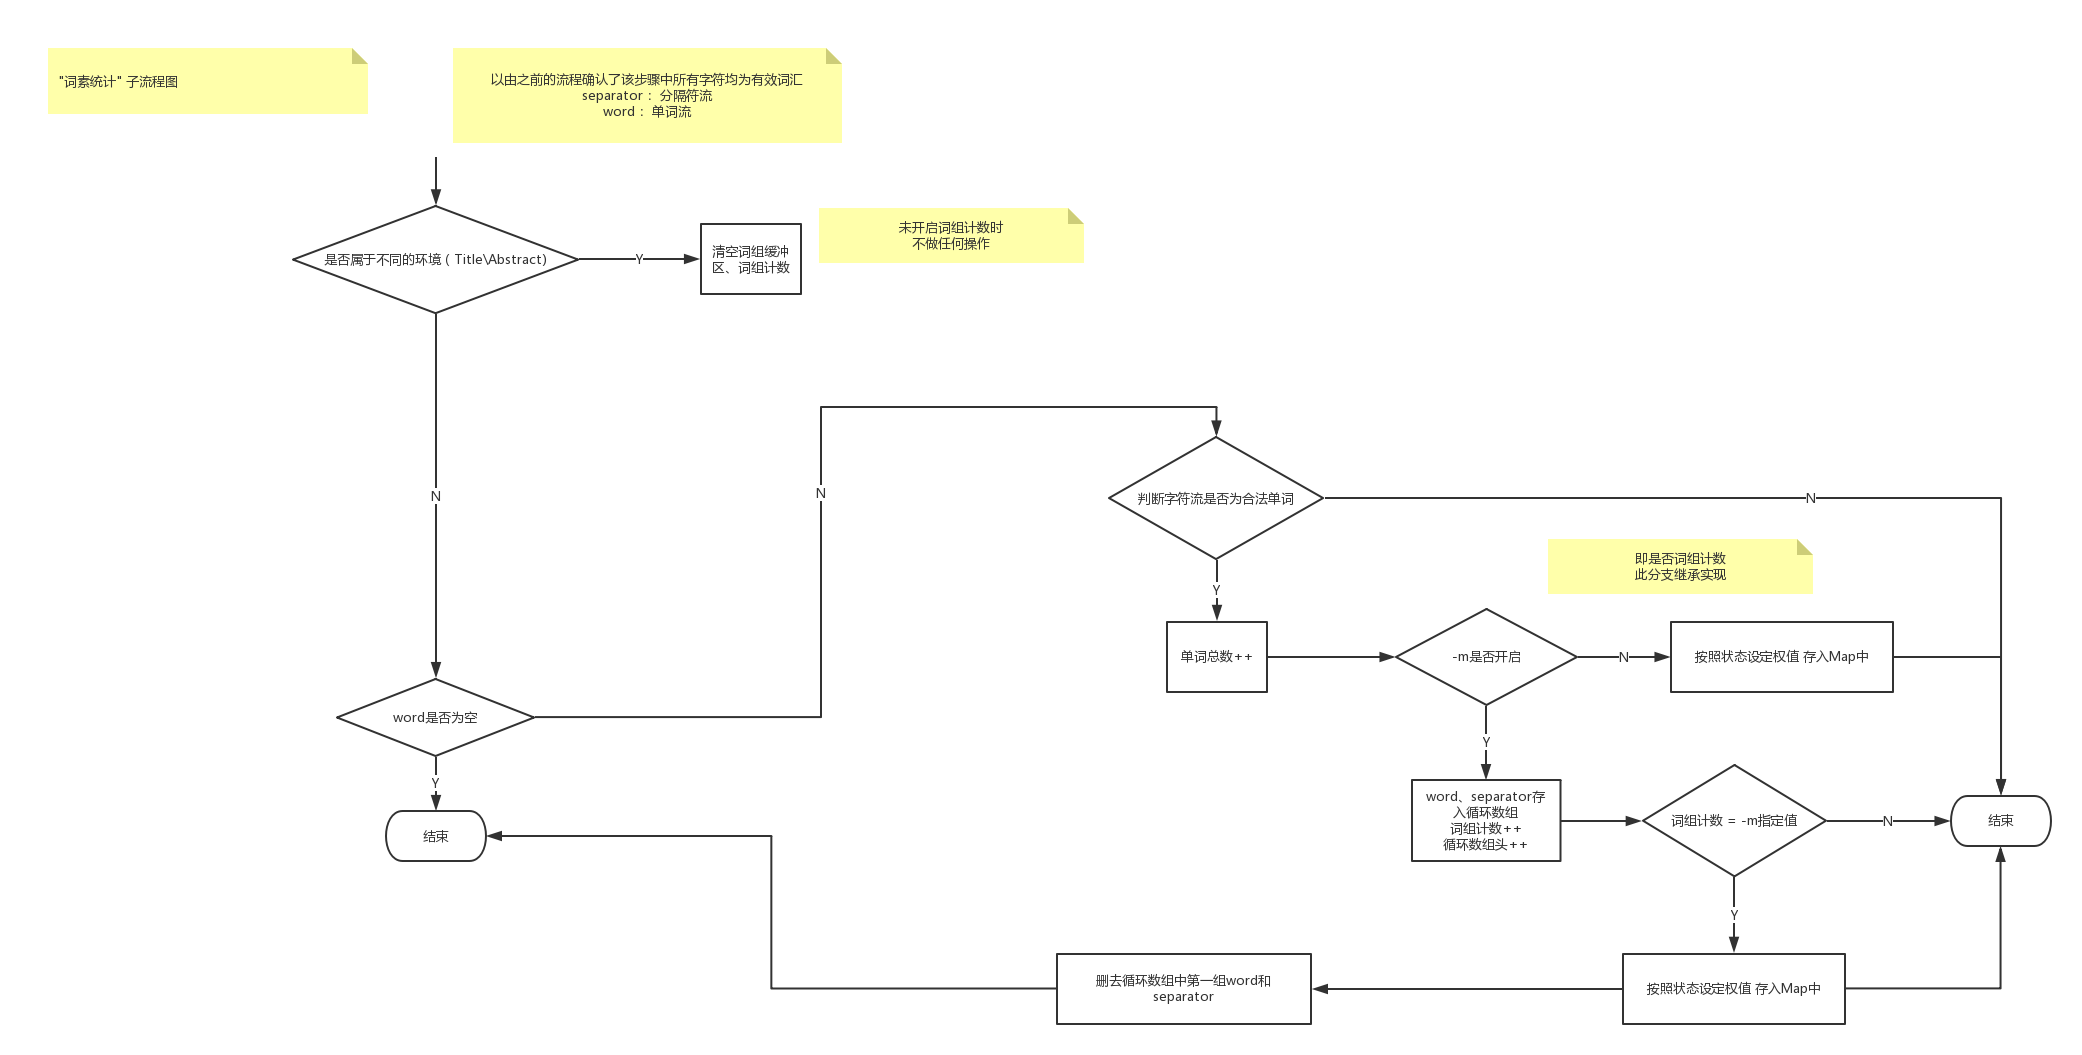 "词素统计" 子流程图
以由之前的流程确认了该步骤中所有字符均为有效词汇
separator： 分隔符流
word： 单词流
是否属于不同的环境（ Title\Abstract)
Y
清空词组缓冲
区、词组计数
未开启词组计数时
不做任何操作
N
N
判断字符流是否为合法单词
N
Y
即是否词组计数
此分支继承实现
单词总数++
-m是否开启
N
按照状态设定权值 存入Map中
word是否为空
Y
Y
结束
word、separator存
入循环数组
词组计数++
循环数组头++
词组计数 = -m指定值
N
结束
Y
删去循环数组中第一组word和
separator
按照状态设定权值 存入Map中